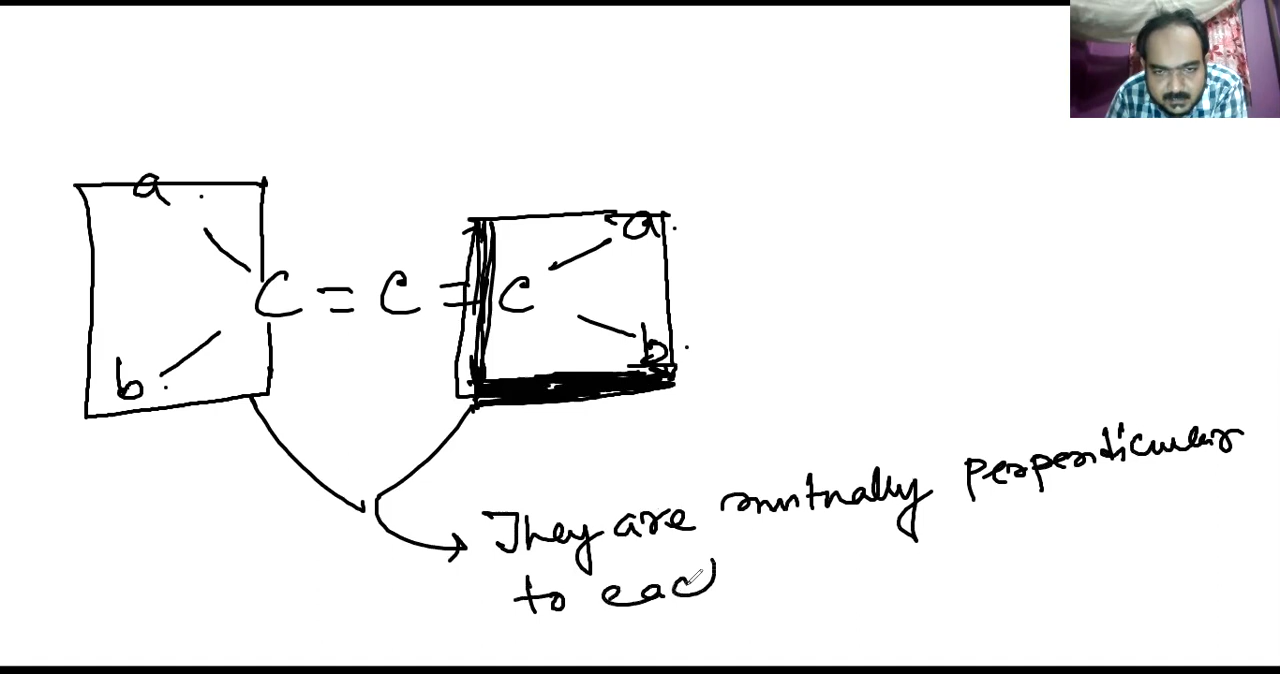 a a
C = C = C
b b
They are mutually perpendicular
to eac